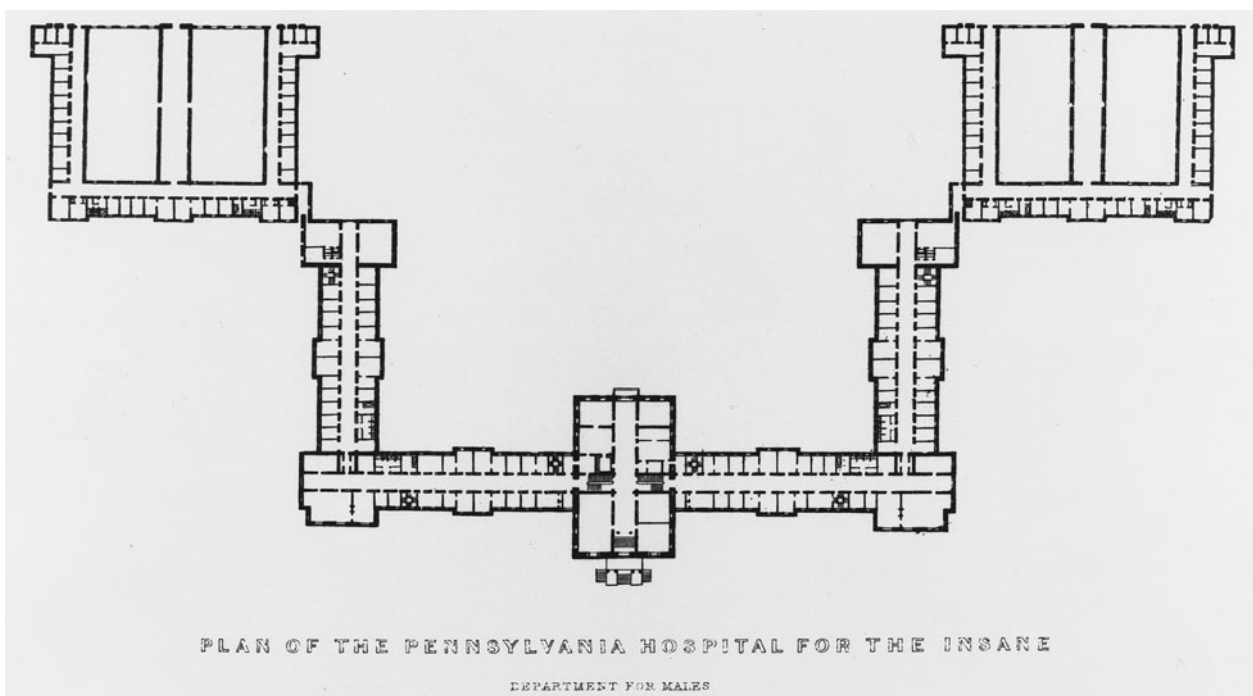 PLAN OF THE PENNSYLVANIA HOSPITAL FOR THE INSANE
DEPARTMENT FOR MALES